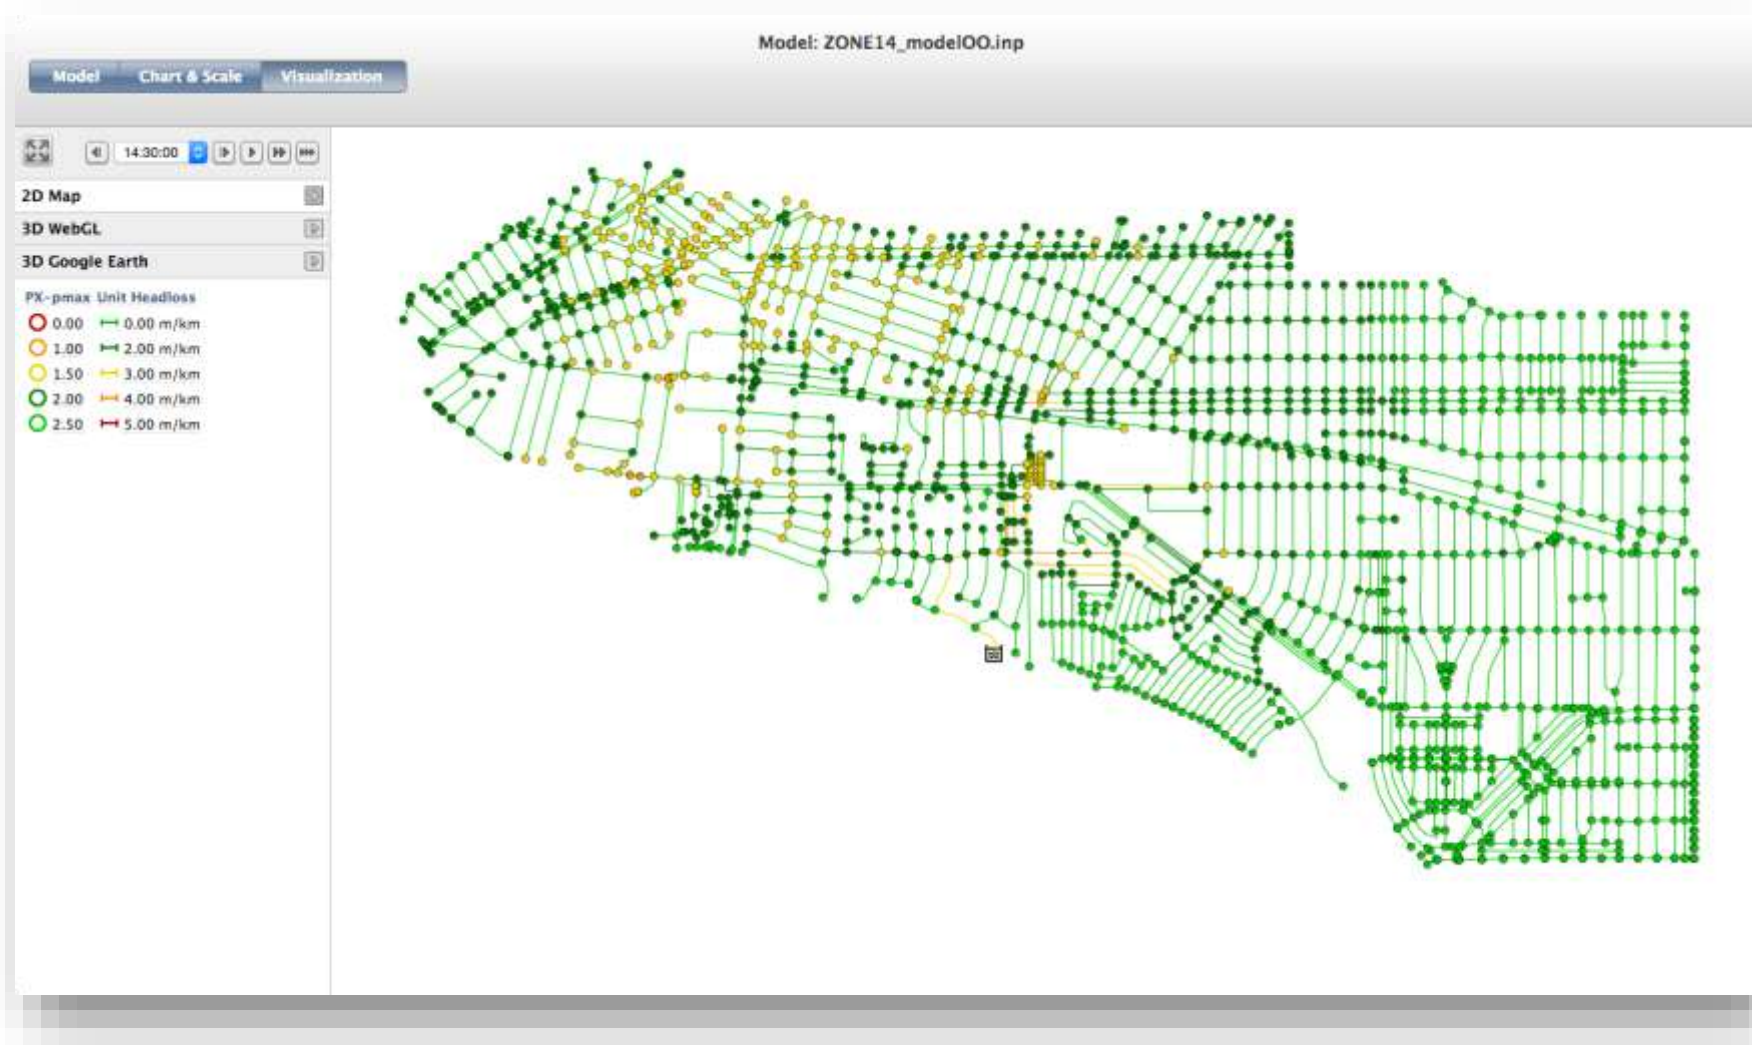 Model: ZONE14_modelOO.inp
Model Chart & Scale Visualization
14:30:00
2D Map
3D WebGL
3D Google Earth
PX-pmax Unit Headloss
0.00 0.00 m/km
1.00 2.00 m/km
1.50 3.00 m/km
2.00 4.00 m/km
2.50 5.00 m/km